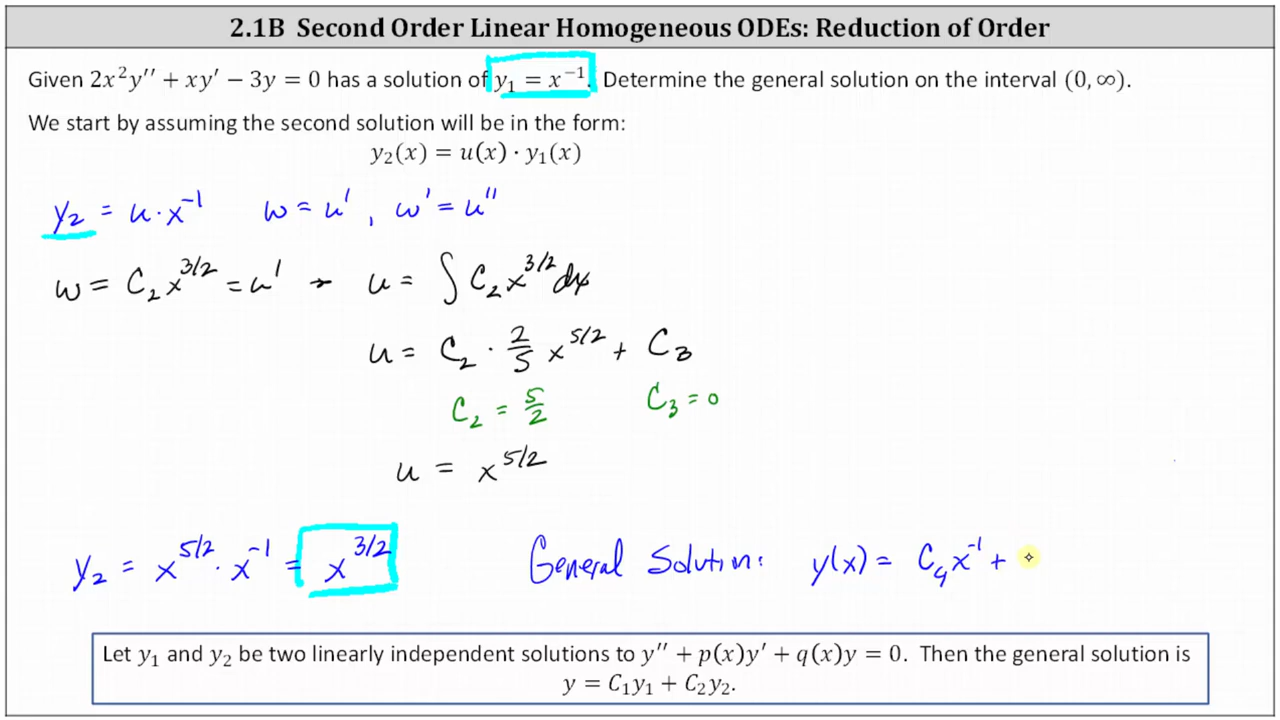 2.1B Second Order Linear Homogeneous ODEs: Reduction of Order
Given 2x²y′′ + xy′ − 3y = 0 has a solution of y₁ = x⁻¹. Determine the general solution on the interval (0, ∞).
We start by assuming the second solution will be in the form:
y₂(x) = u(x) · y₁(x)
y₂ = u · x⁻¹ w = u′ , w′ = u′′
w = C₂x^(3/2) = u′ → u = ∫ C₂x^(3/2) dx
u = C₂ · 2/5 x^(5/2) + C₃
C₂ = 5/2 C₃ = 0
u = x^(5/2)
y₂ = x^(5/2) · x⁻¹ = x^(3/2) General Solution: y(x) = C₄x⁻¹ +
Let y₁ and y₂ be two linearly independent solutions to y′′ + p(x)y′ + q(x)y = 0. Then the general solution is
y = C₁y₁ + C₂y₂.